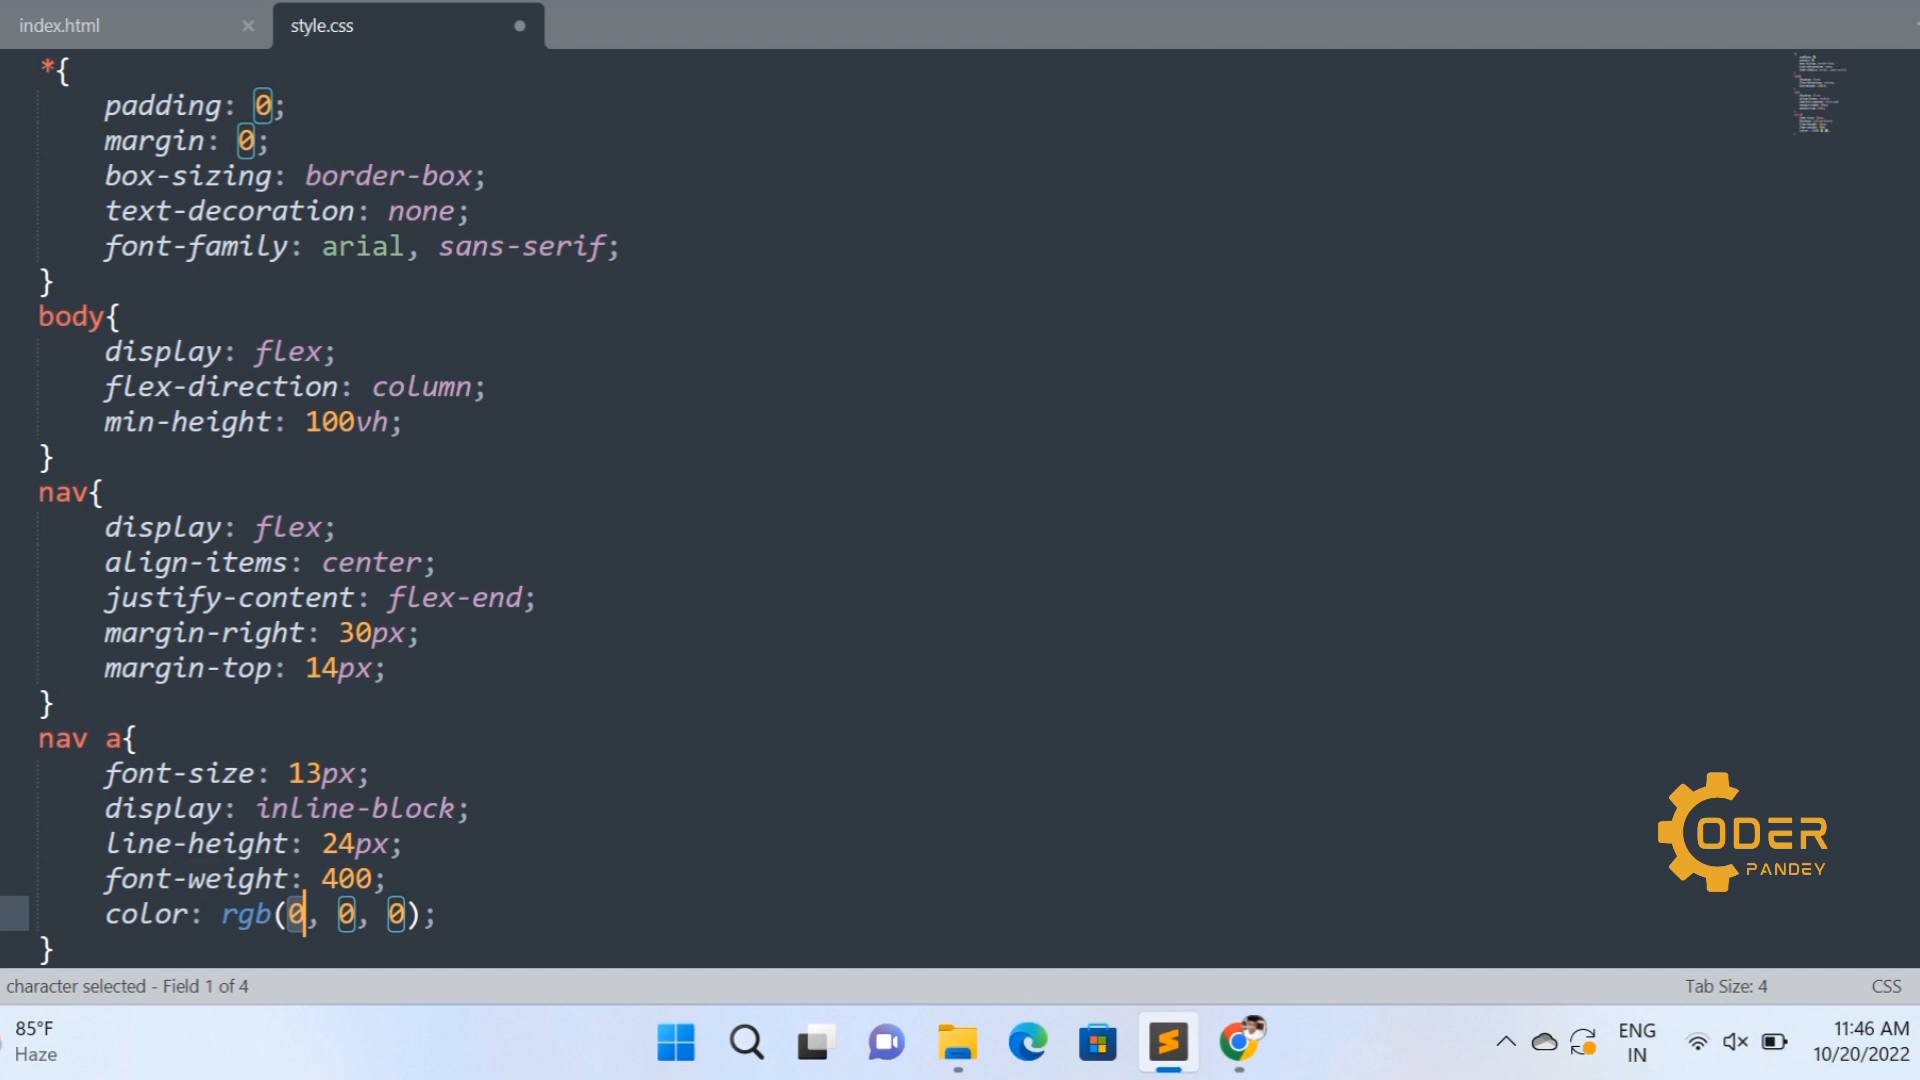 index.html
style.css
*{
padding: 0;
margin: 0;
box-sizing: border-box;
text-decoration: none;
font-family: arial, sans-serif;
}
body{
display: flex;
flex-direction: column;
min-height: 100vh;
}
nav{
display: flex;
align-items: center;
justify-content: flex-end;
margin-right: 30px;
margin-top: 14px;
}
nav a{
font-size: 13px;
display: inline-block;
line-height: 24px;
font-weight: 400;
color: rgb(0, 0, 0);
}
ODER
PANDEY
character selected - Field 1 of 4
Tab Size: 4
CSS
85°F
Haze
ENG
IN
11:46 AM
10/20/2022